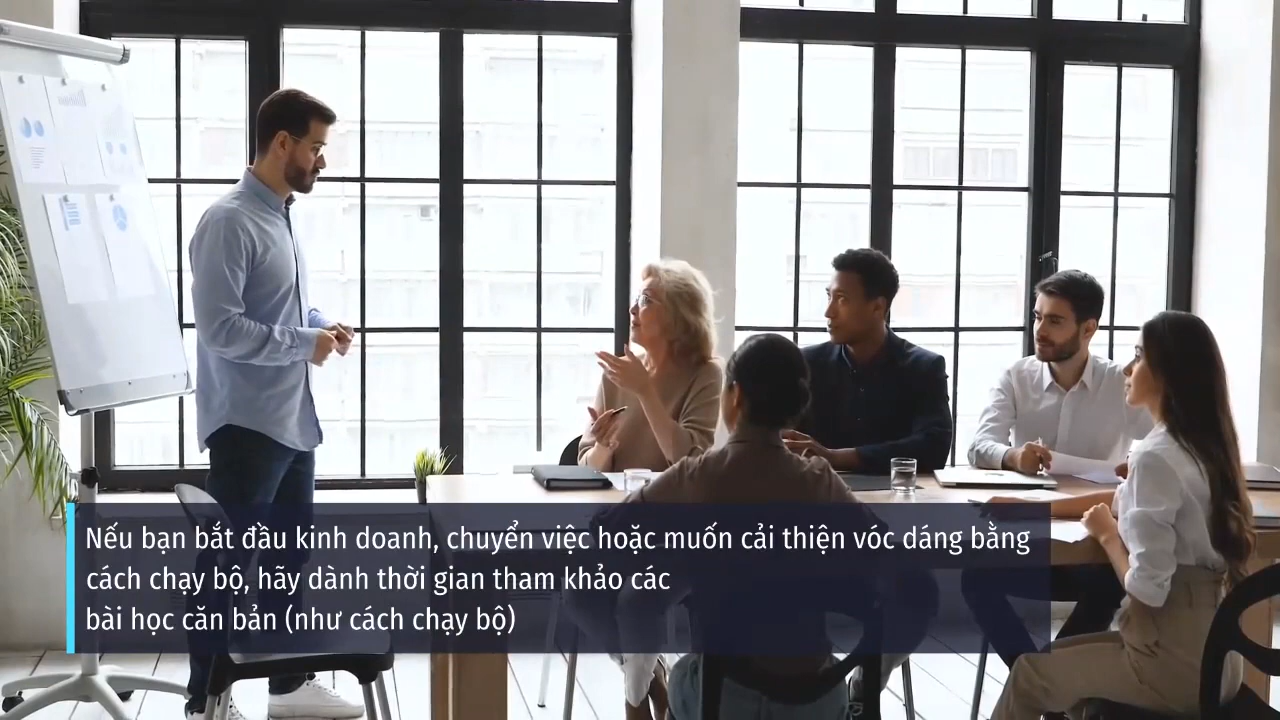 Nếu bạn bắt đầu kinh doanh, chuyển việc hoặc muốn cải thiện vóc dáng bằng
cách chạy bộ, hãy dành thời gian tham khảo các
bài học căn bản (như cách chạy bộ)